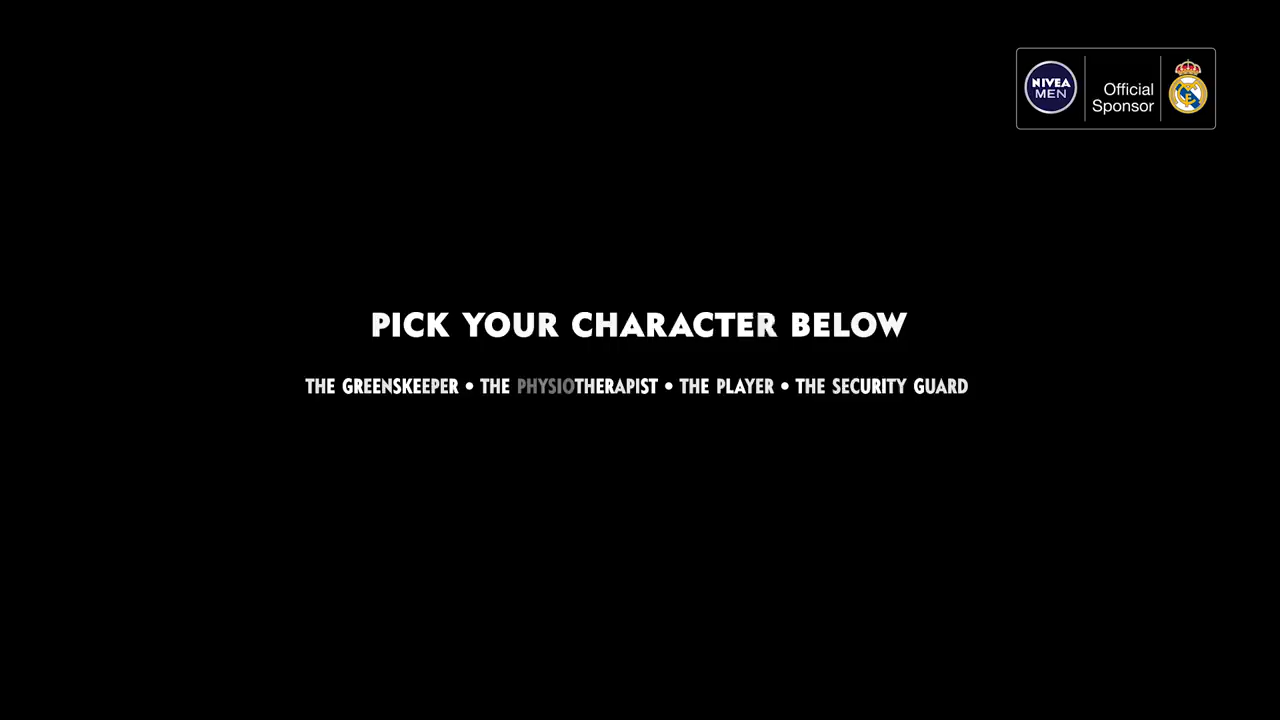 NIVEA
MEN
Official
Sponsor
PICK YOUR CHARACTER BELOW
THE GREENSKEEPER • THE PHYSIOTHERAPIST • THE PLAYER • THE SECURITY GUARD